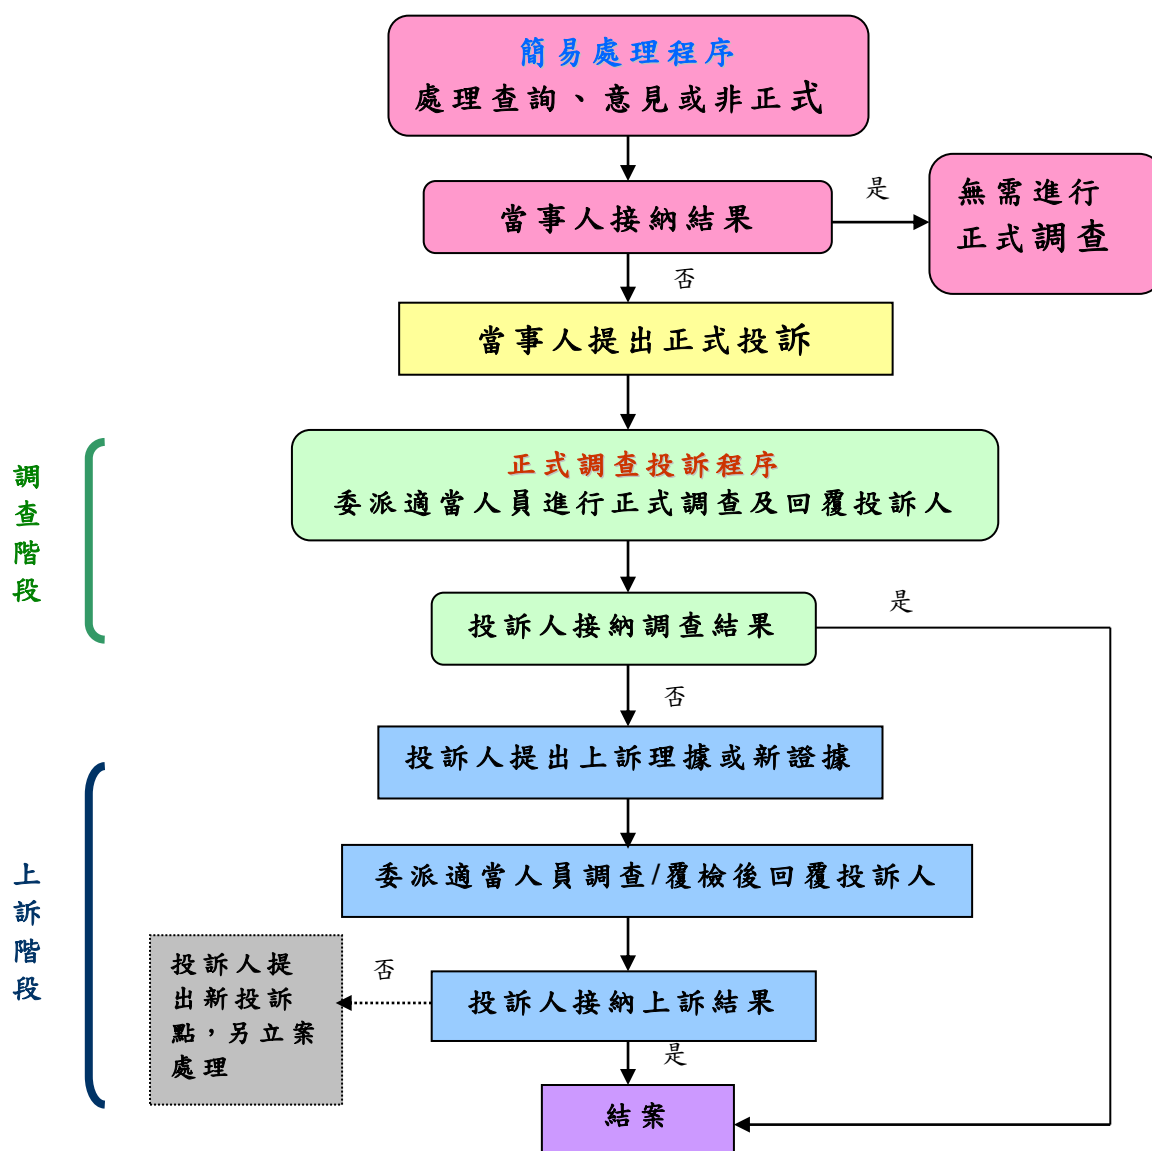 簡易處理程序
處理查詢、意見或非正式
當事人接納結果
是
無需進行
正式調查
否
當事人提出正式投訴
調
查
階
段
正式調查投訴程序
委派適當人員進行正式調查及回覆投訴人
投訴人接納調查結果
是
否
投訴人提出上訴理據或新證據
上
訴
階
段
委派適當人員調查/覆檢後回覆投訴人
投訴人接納上訴結果
否
投訴人提
出新投訴
點，另立案
處理
是
結案